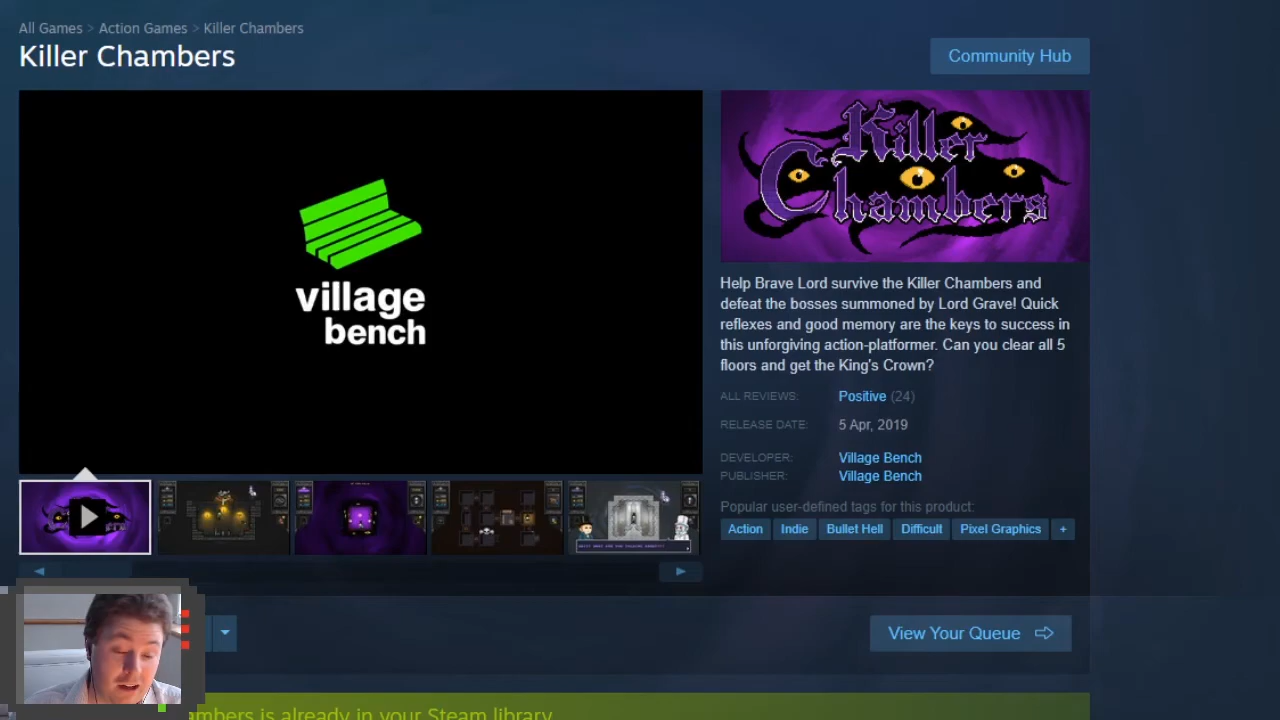 All Games > Action Games > Killer Chambers
Killer Chambers
Community Hub
village
bench
Killer
Chambers
Help Brave Lord survive the Killer Chambers and
defeat the bosses summoned by Lord Grave! Quick
reflexes and good memory are the keys to success in
this unforgiving action-platformer. Can you clear all 5
floors and get the King's Crown?
ALL REVIEWS: Positive (24)
RELEASE DATE: 5 Apr, 2019
DEVELOPER: Village Bench
PUBLISHER: Village Bench
Popular user-defined tags for this product:
Action Indie Bullet Hell Difficult Pixel Graphics +
View Your Queue
ambers is already in your Steam library